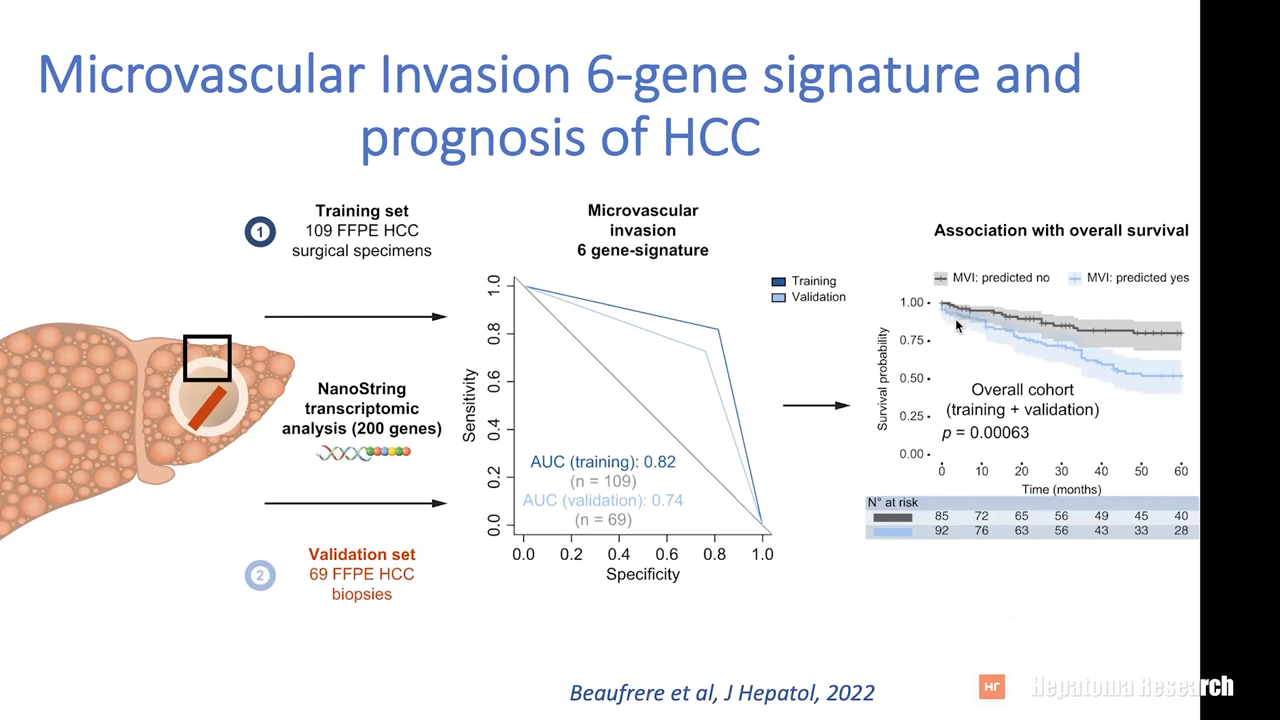 Microvascular Invasion 6-gene signature and
prognosis of HCC
1
Training set
109 FFPE HCC
surgical specimens
NanoString
transcriptomic
analysis (200 genes)
2
Validation set
69 FFPE HCC
biopsies
Microvascular
invasion
6 gene-signature
Training
Validation
Sensitivity
1.0
0.8
0.6
0.4
0.2
0.0
AUC (training): 0.82
(n = 109)
AUC (validation): 0.74
(n = 69)
0.0 0.2 0.4 0.6 0.8 1.0
Specificity
Association with overall survival
MVI: predicted no MVI: predicted yes
Survival probability
1.00
0.75
0.50
0.25
0.00
Overall cohort
(training + validation)
p = 0.00063
0 10 20 30 40 50 60
Time (months)
N° at risk
85 72 65 56 49 45 40
92 76 63 56 43 33 28
Beaufrere et al, J Hepatol, 2022
HR Hepatoma Research